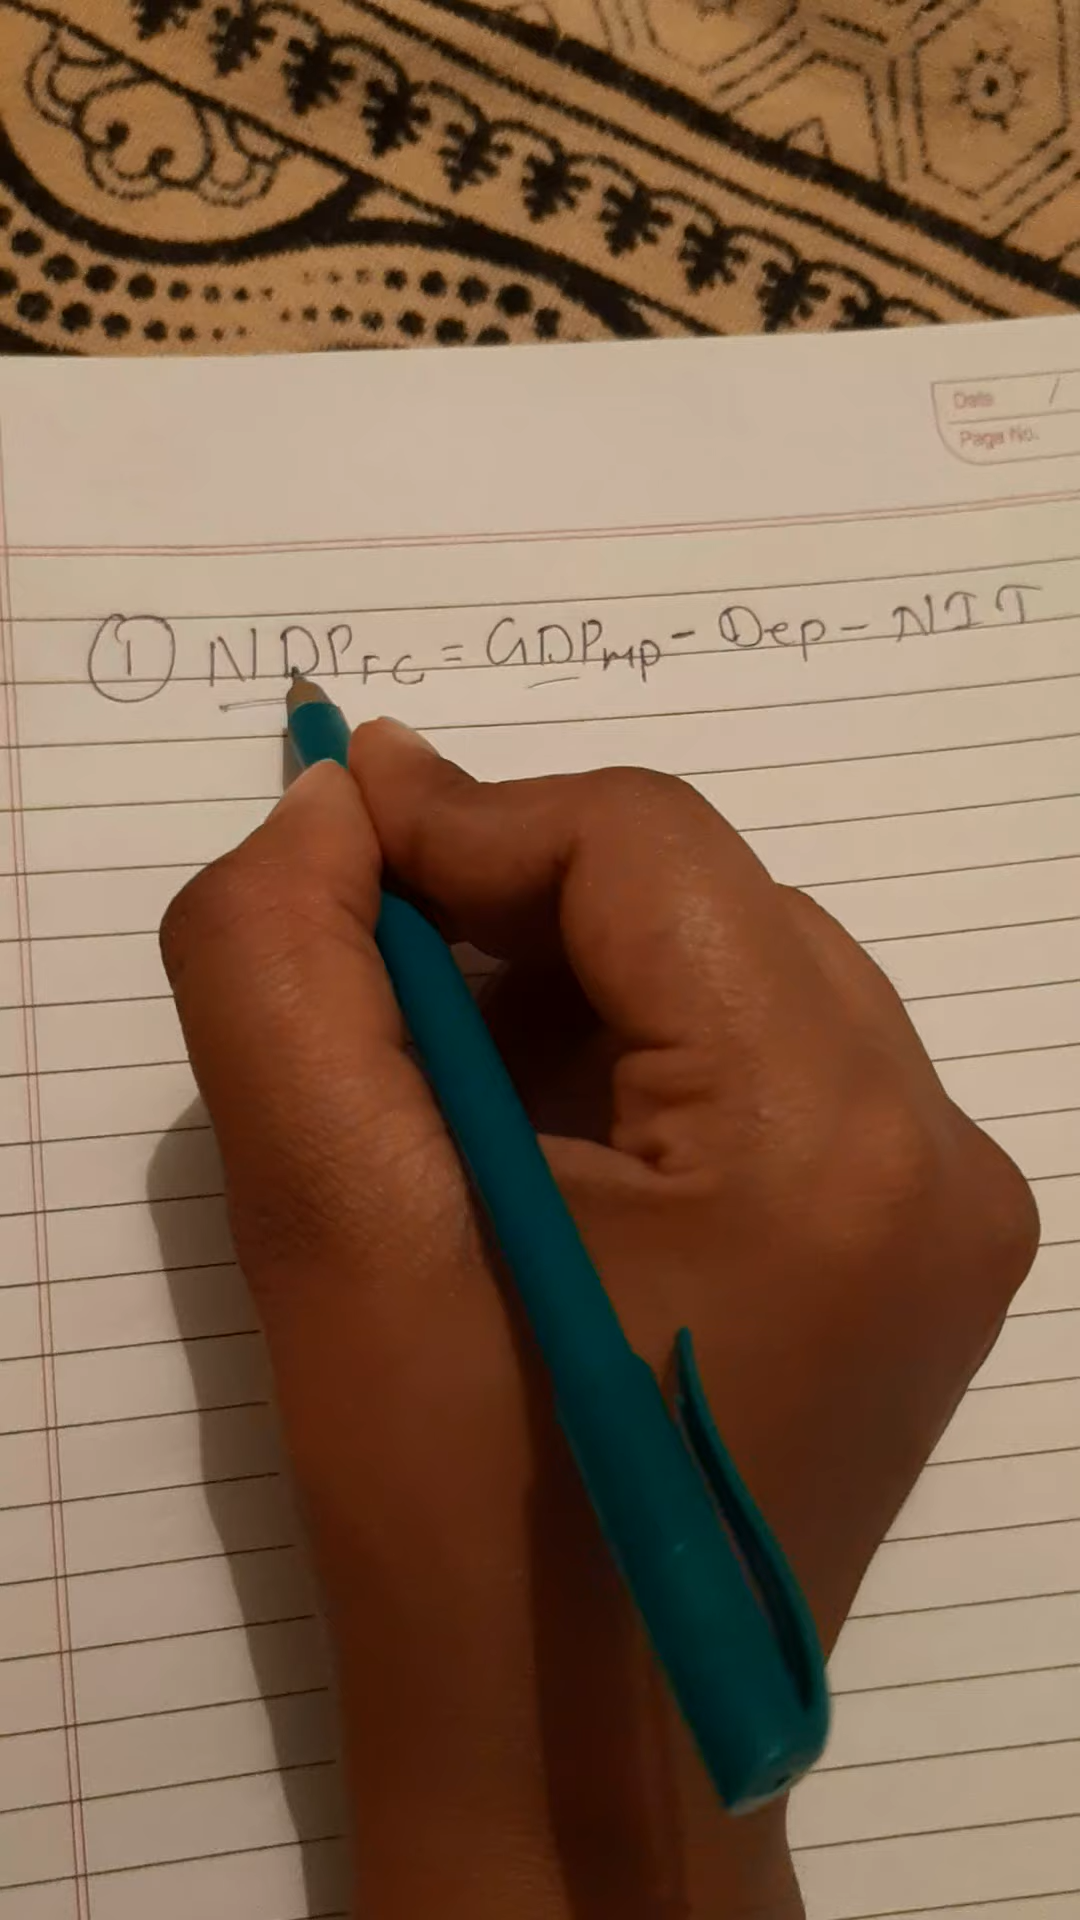 Date /
Page No.
① NDPFC = GDPmp - Dep - NIT